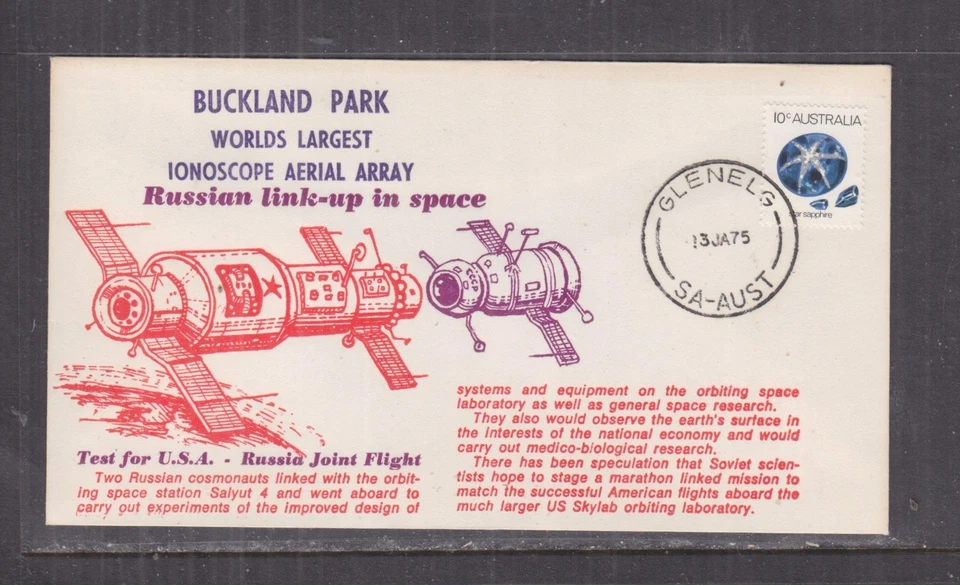 BUCKLAND PARK
WORLDS LARGEST
IONOSCOPE AERIAL ARRAY
Russian link-up in space
10c AUSTRALIA
star sapphire
GLENELG
13JA75
SA-AUST
Test for U.S.A. - Russia Joint Flight
Two Russian cosmonauts linked with the orbit-
ing space station Salyut 4 and went aboard to
carry out experiments of the improved design of
systems and equipment on the orbiting space
laboratory as well as general space research.
They also would observe the earth's surface in
the interests of the national economy and would
carry out medico-biological research.
There has been speculation that Soviet scien-
tists hope to stage a marathon linked mission to
match the successful American flights aboard the
much larger US Skylab orbiting laboratory.